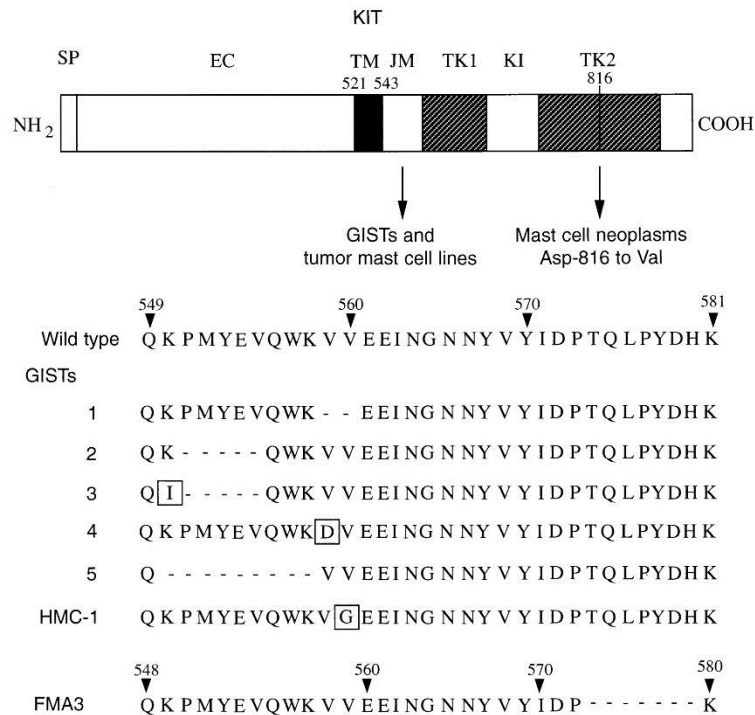 KIT
SP EC TM JM TK1 KI TK2
521 543 816
NH2 COOH
GISTs and tumor mast cell lines
Mast cell neoplasms Asp-816 to Val
549 560 570 581
Wild type Q K P M Y E V Q W K V V E E I N G N N Y V Y I D P T Q L P Y D H K
GISTs
1 Q K P M Y E V Q W K - - E E I N G N N Y V Y I D P T Q L P Y D H K
2 Q K - - - - - Q W K V V E E I N G N N Y V Y I D P T Q L P Y D H K
3 Q I - - - - - Q W K V V E E I N G N N Y V Y I D P T Q L P Y D H K
4 Q K P M Y E V Q W K D V E E I N G N N Y V Y I D P T Q L P Y D H K
5 Q - - - - - - - - - V V E E I N G N N Y V Y I D P T Q L P Y D H K
HMC-1 Q K P M Y E V Q W K V G E E I N G N N Y V Y I D P T Q L P Y D H K
548 560 570 580
FMA3 Q K P M Y E V Q W K V V E E I N G N N Y V Y I D P - - - - - - - K